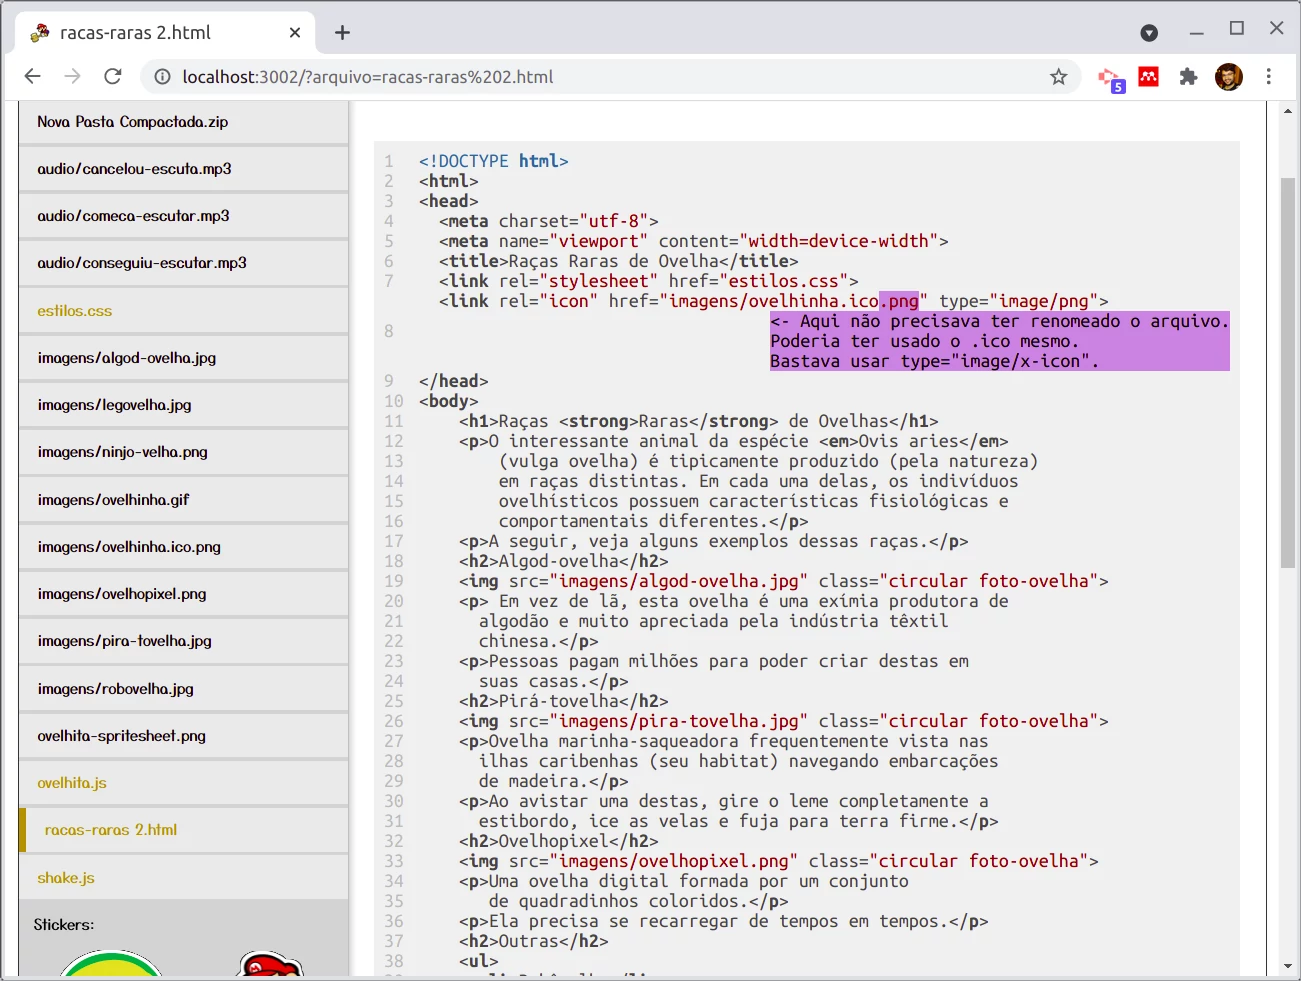 racas-raras 2.html
localhost:3002/?arquivo=racas-raras%202.html
5
Nova Pasta Compactada.zip
audio/cancelou-escuta.mp3
audio/comeca-escutar.mp3
audio/conseguiu-escutar.mp3
estilos.css
imagens/algod-ovelha.jpg
imagens/legovelha.jpg
imagens/ninjo-velha.png
imagens/ovelhinha.gif
imagens/ovelhinha.ico.png
imagens/ovelhopixel.png
imagens/pira-tovelha.jpg
imagens/robovelha.jpg
ovelhita-spritesheet.png
ovelhita.js
racas-raras 2.html
shake.js
Stickers:
1 <!DOCTYPE html>
2 <html>
3 <head>
4 <meta charset="utf-8">
5 <meta name="viewport" content="width=device-width">
6 <title>Raças Raras de Ovelha</title>
7 <link rel="stylesheet" href="estilos.css">
<link rel="icon" href="imagens/ovelhinha.ico.png" type="image/png">
<- Aqui não precisava ter renomeado o arquivo.
8
Poderia ter usado o .ico mesmo.
Bastava usar type="image/x-icon".
9 </head>
10 <body>
11 <h1>Raças <strong>Raras</strong> de Ovelhas</h1>
12 <p>O interessante animal da espécie <em>Ovis aries</em>
13 (vulga ovelha) é tipicamente produzido (pela natureza)
14 em raças distintas. Em cada uma delas, os indivíduos
15 ovelhísticos possuem características fisiológicas e
16 comportamentais diferentes.</p>
17 <p>A seguir, veja alguns exemplos dessas raças.</p>
18 <h2>Algod-ovelha</h2>
19 <img src="imagens/algod-ovelha.jpg" class="circular foto-ovelha">
20 <p> Em vez de lã, esta ovelha é uma exímia produtora de
21 algodão e muito apreciada pela indústria têxtil
22 chinesa.</p>
23 <p>Pessoas pagam milhões para poder criar destas em
24 suas casas.</p>
25 <h2>Pirá-tovelha</h2>
26 <img src="imagens/pira-tovelha.jpg" class="circular foto-ovelha">
27 <p>Ovelha marinha-saqueadora frequentemente vista nas
28 ilhas caribenhas (seu habitat) navegando embarcações
29 de madeira.</p>
30 <p>Ao avistar uma destas, gire o leme completamente a
31 estibordo, ice as velas e fuja para terra firme.</p>
32 <h2>Ovelhopixel</h2>
33 <img src="imagens/ovelhopixel.png" class="circular foto-ovelha">
34 <p>Uma ovelha digital formada por um conjunto
35 de quadradinhos coloridos.</p>
36 <p>Ela precisa se recarregar de tempos em tempos.</p>
37 <h2>Outras</h2>
38 <ul>